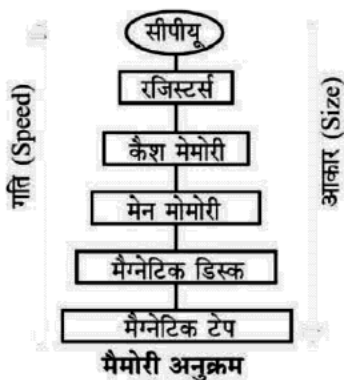 सीपीयू
रजिस्टर्स
कैश मेमोरी
मेन मोमोरी
मैग्नेटिक डिस्क
मैग्नेटिक टेप
गति (Speed)
आकार (Size)
मैमोरी अनुक्रम